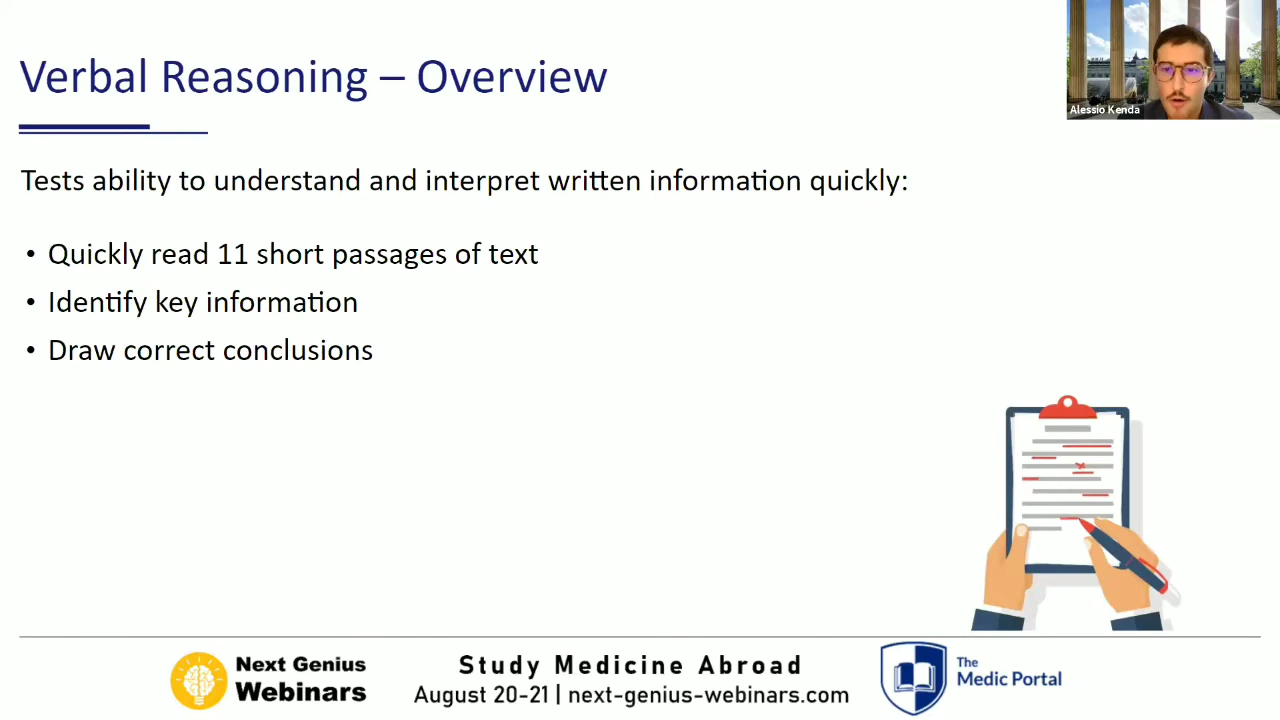 Verbal Reasoning – Overview
Alessio Kenda
Tests ability to understand and interpret written information quickly:
• Quickly read 11 short passages of text
• Identify key information
• Draw correct conclusions
Next Genius
Webinars
Study Medicine Abroad
August 20-21 | next-genius-webinars.com
The
Medic Portal